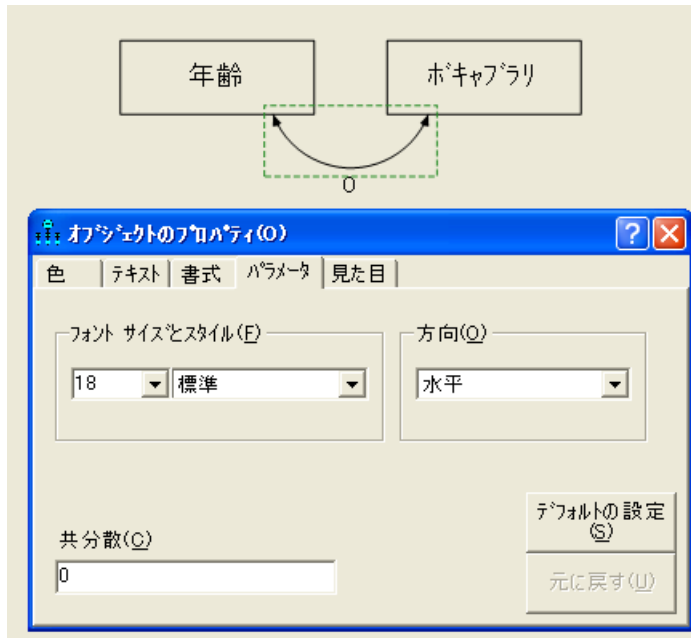 年齢
ﾎﾞｷｬﾌﾞﾗﾘ
0
ｵﾌﾞｼﾞｪｸﾄのﾌﾟﾛﾊﾟﾃｨ(O)
色
ﾃｷｽﾄ
書式
ﾊﾟﾗﾒｰﾀ
見た目
ﾌｫﾝﾄ ｻｲｽﾞとｽﾀｲﾙ(F)
方向(O)
18
標準
水平
ﾃﾞﾌｫﾙﾄの設定
(S)
共分散(C)
0
元に戻す(U)